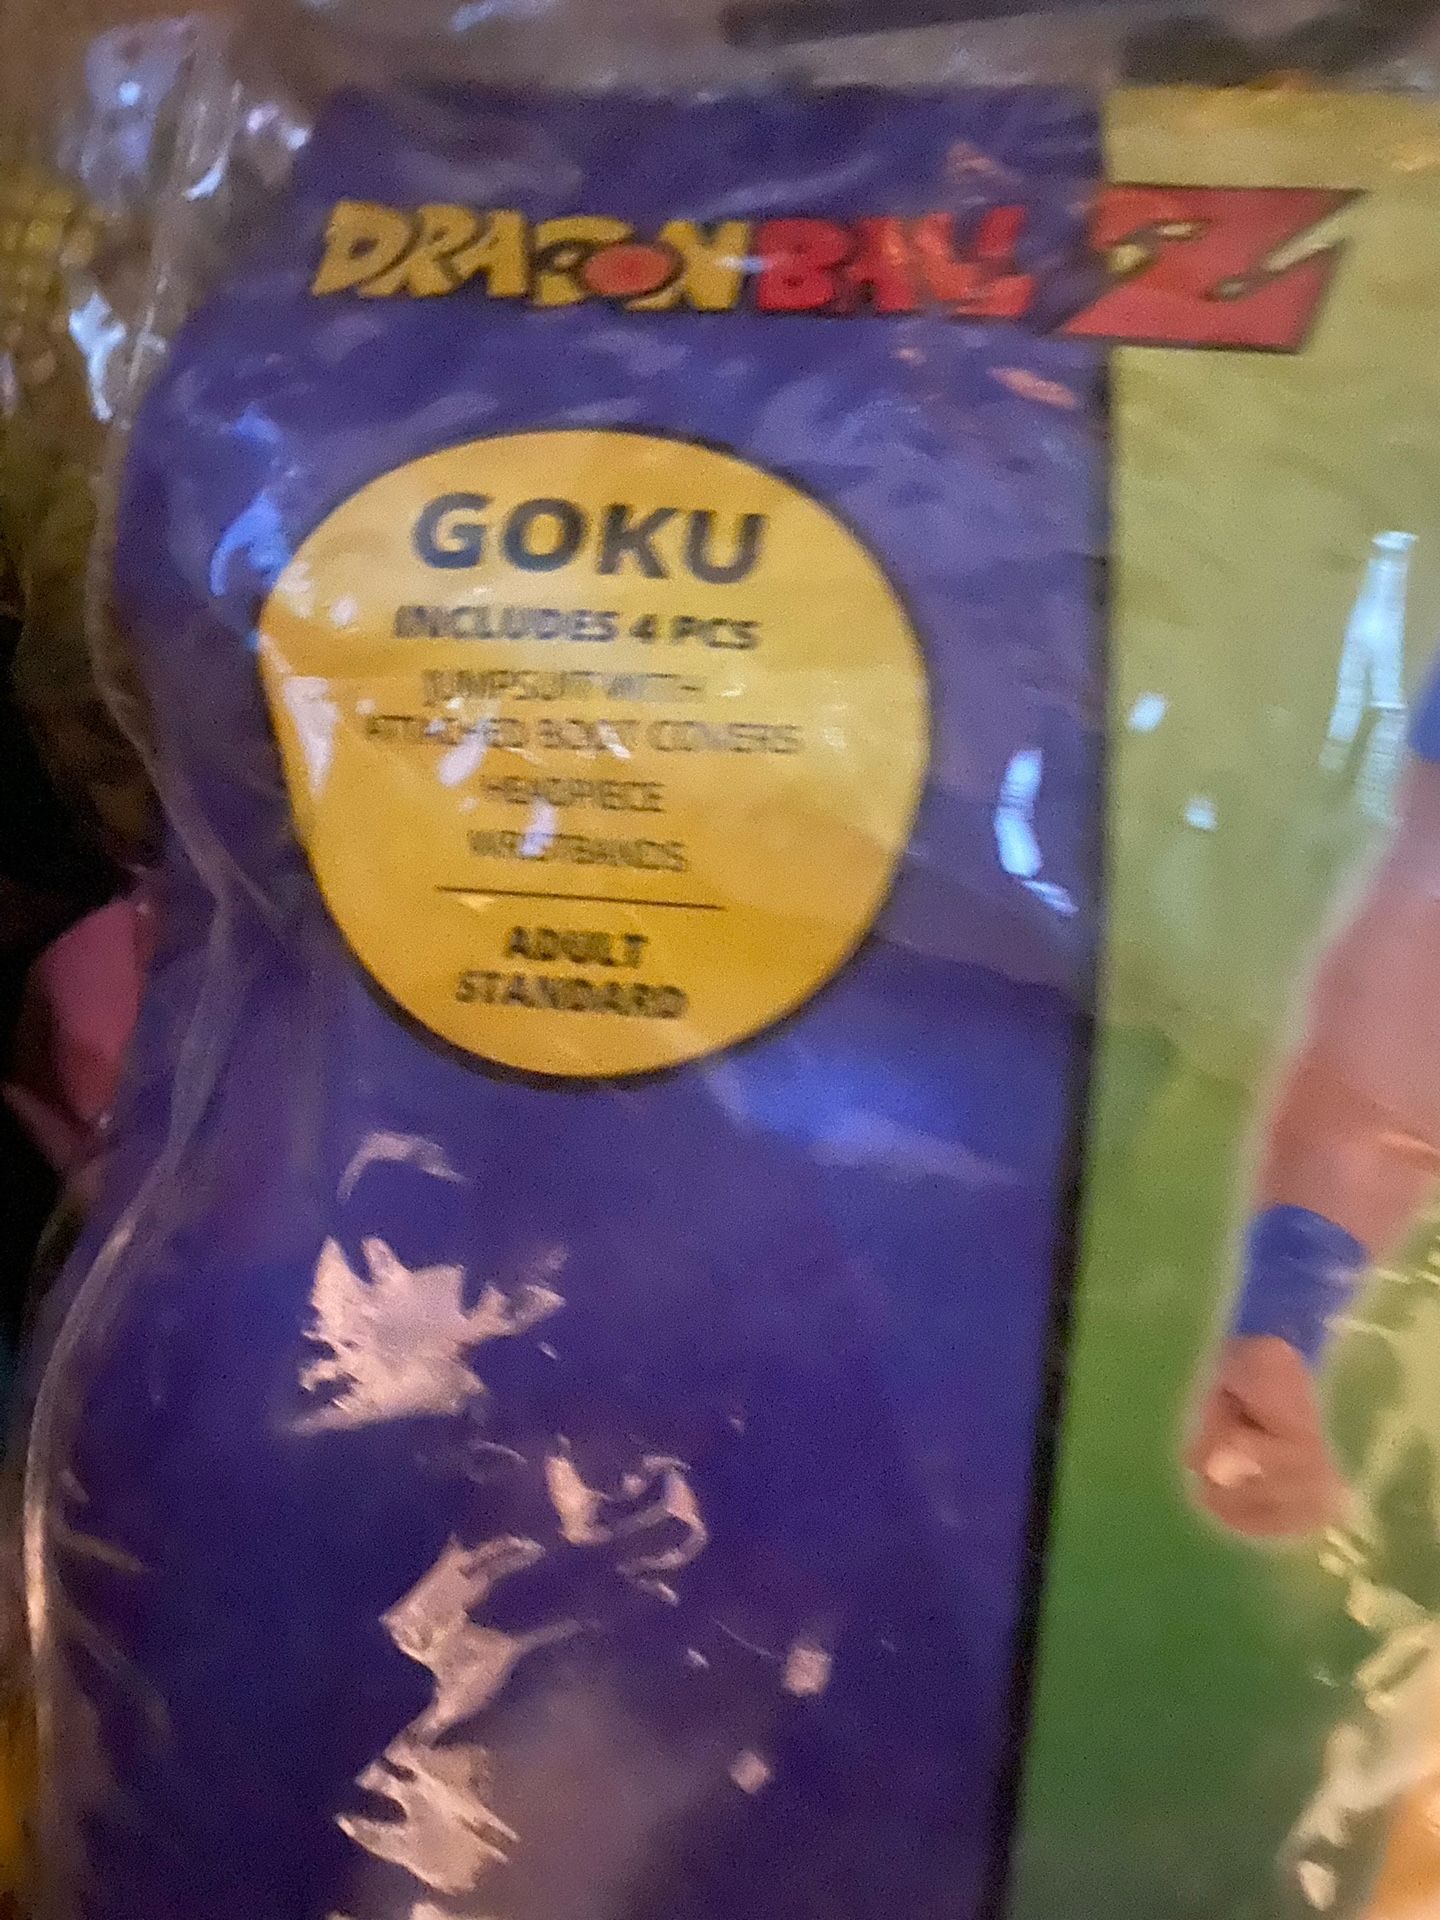 DRAGONBALL Z
GOKU
INCLUDES 4 PCS
JUMPSUIT WITH
ATTACHED BOOT COVERS
HEADPIECE
WRISTBANDS
ADULT
STANDARD